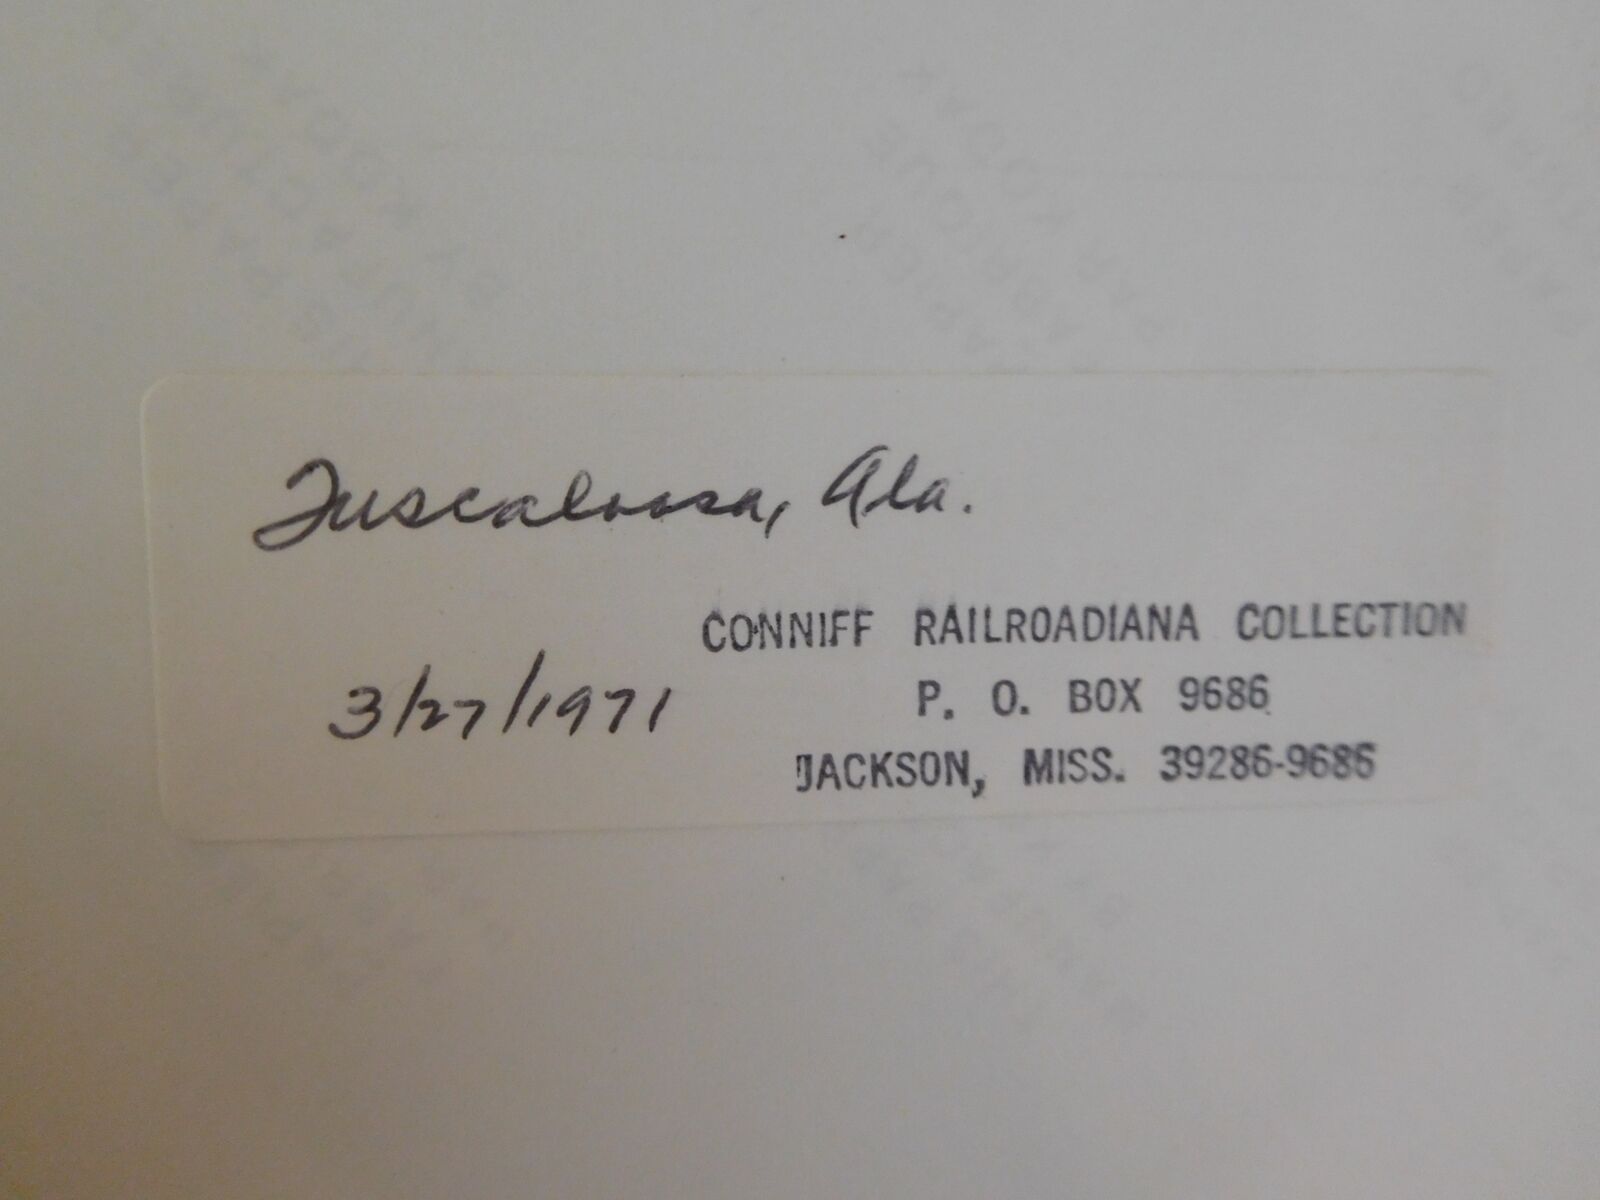 Tuscaloosa, Ala.
3/27/1971
CONNIFF RAILROADIANA COLLECTION
P. O. BOX 9686
JACKSON, MISS. 39286-9686